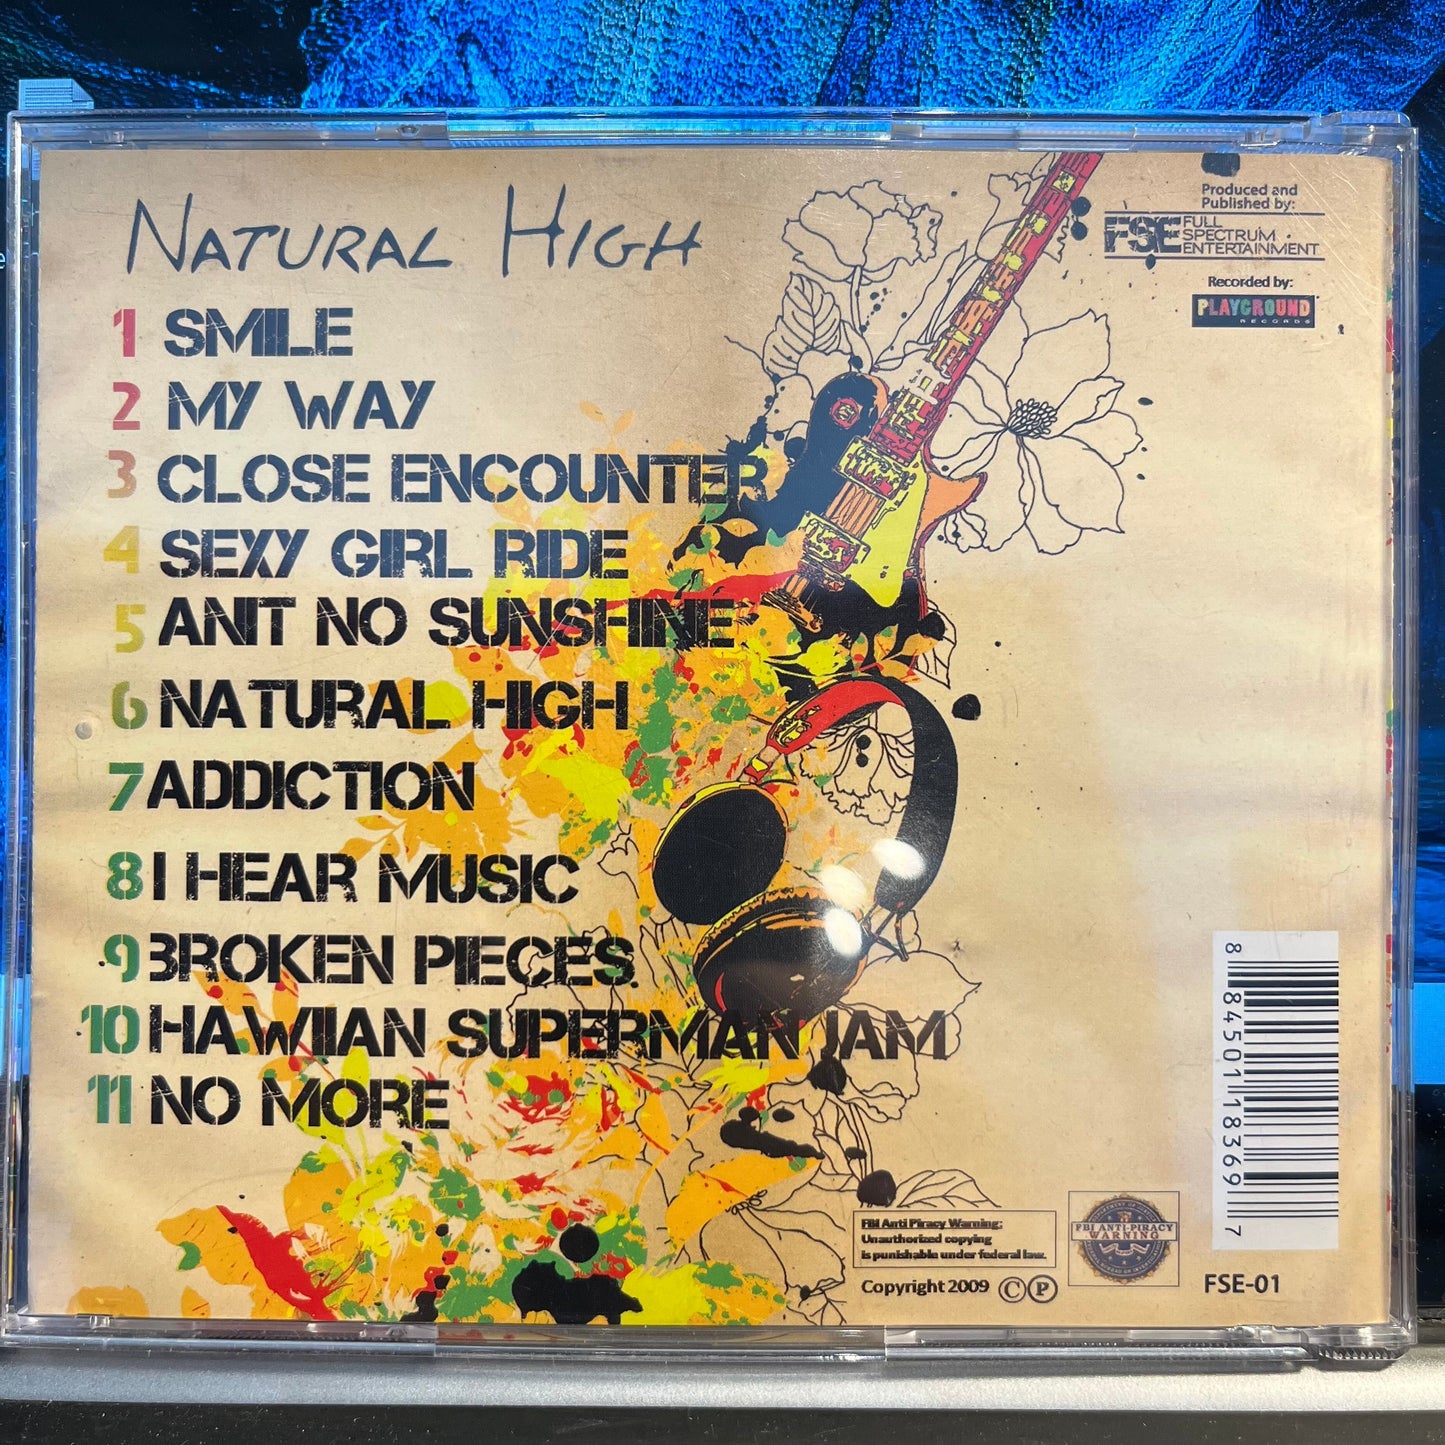 NATURAL HIGH
1 SMILE
2 MY WAY
3 CLOSE ENCOUNTER
4 SEXY GIRL RIDE
5 ANIT NO SUNSHINE
6 NATURAL HIGH
7 ADDICTION
8 I HEAR MUSIC
9 BROKEN PIECES
10 HAWIIAN SUPERMAN JAM
11 NO MORE
Produced and
Published by:
FSE FULL
SPECTRUM
ENTERTAINMENT
Recorded by:
PLAYGROUND
RECORDS
8 84501 18369 7
FBI Anti Piracy Warning:
Unauthorized copying
is punishable under federal law.
Copyright 2009 © ℗
FBI ANTI-PIRACY
WARNING
FSE-01